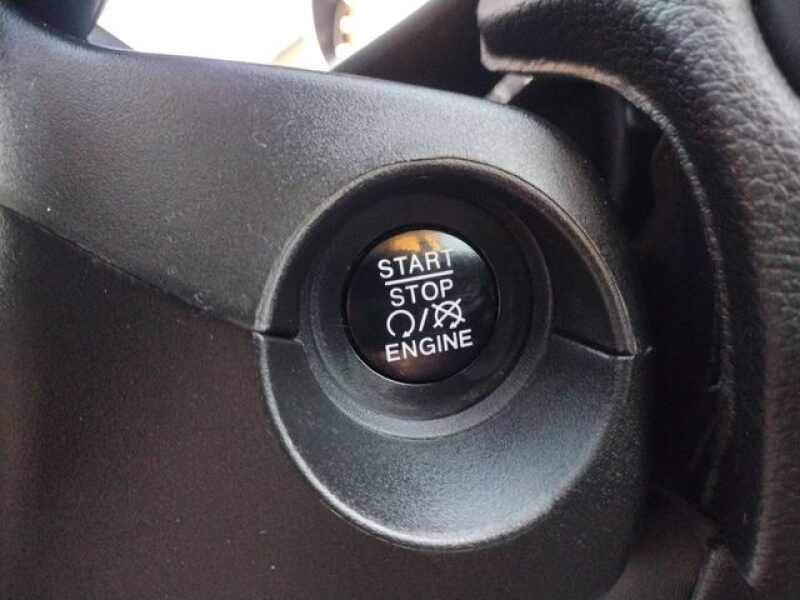 START
STOP
/
ENGINE